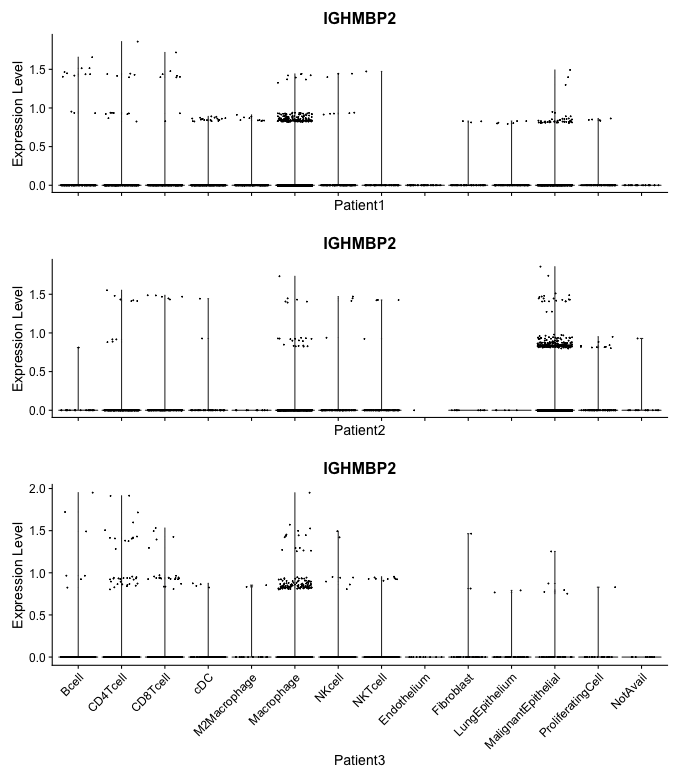 IGHMBP2
Expression Level
1.5
1.0
0.5
0.0
Patient1
IGHMBP2
Expression Level
1.5
1.0
0.5
0.0
Patient2
IGHMBP2
Expression Level
2.0
1.5
1.0
0.5
0.0
Bcell
CD4Tcell
CD8Tcell
cDC
M2Macrophage
Macrophage
NKcell
NKTcell
Endothelium
Fibroblast
LungEpithelium
MalignantEpithelial
ProliferatingCell
NotAvail
Patient3